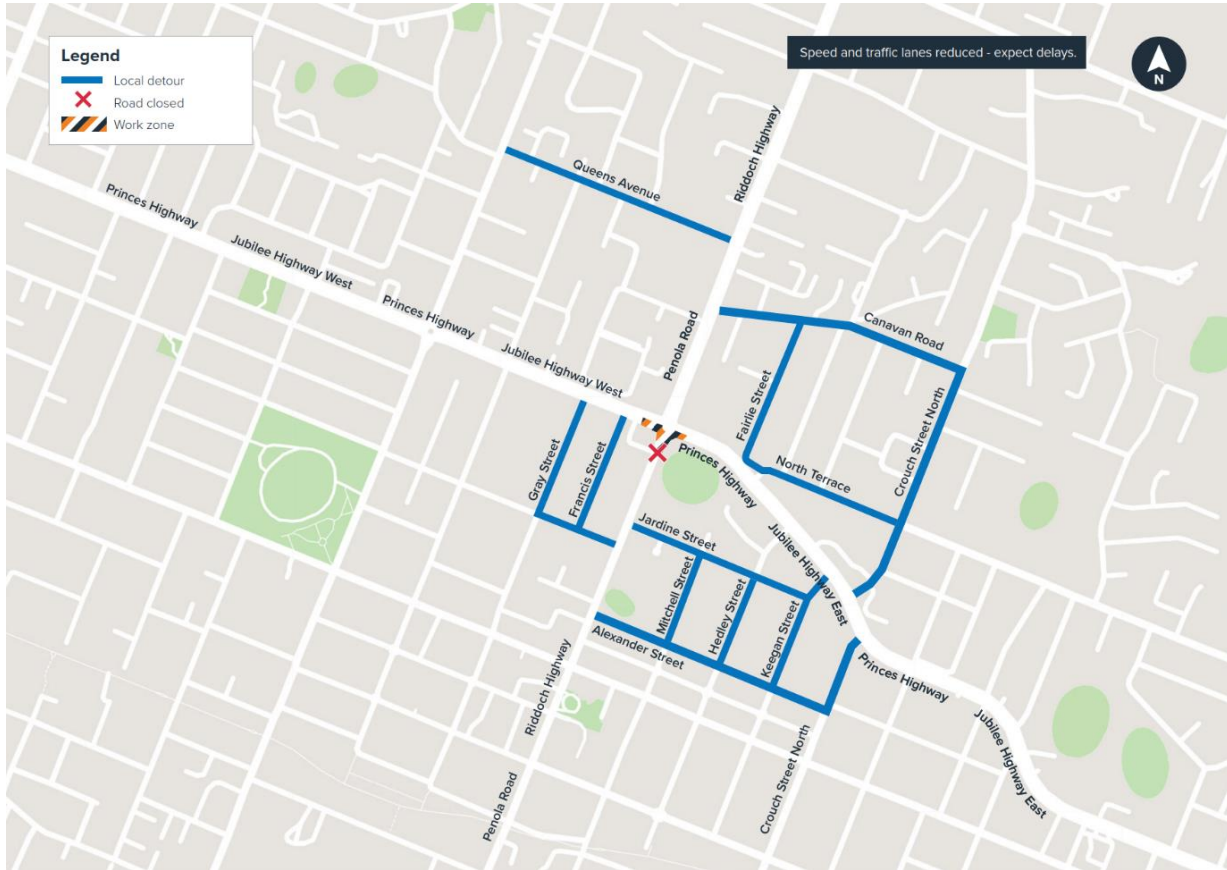 Legend
Local detour
Road closed
Work zone
Speed and traffic lanes reduced - expect delays.
N
Riddoch Highway
Queens Avenue
Princes Highway
Jubilee Highway West
Princes Highway
Jubilee Highway West
Penola Road
Canavan Road
Fairlie Street
Crouch Street North
North Terrace
Gray Street
Francis Street
Princes Highway
Jardine Street
Jubilee Highway East
Mitchell Street
Hedley Street
Keegan Street
Alexander Street
Riddoch Highway
Princes Highway
Jubilee Highway East
Crouch Street North
Penola Road